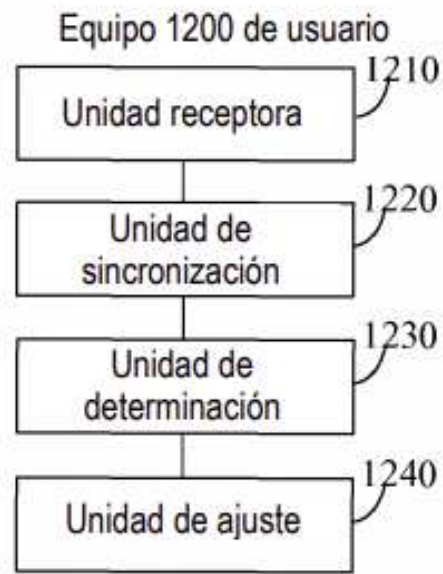 Equipo 1200 de usuario
1210
Unidad receptora
1220
Unidad de
sincronización
1230
Unidad de
determinación
1240
Unidad de ajuste